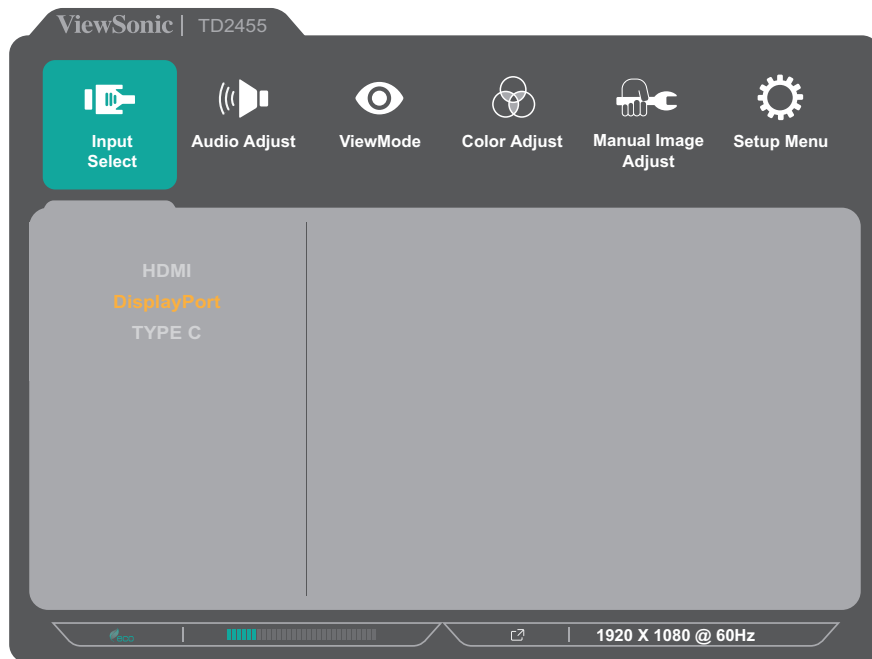 ViewSonic | TD2455
Input
Select
Audio Adjust
ViewMode
Color Adjust
Manual Image
Adjust
Setup Menu
HDMI
DisplayPort
TYPE C
eco
1920 X 1080 @ 60Hz